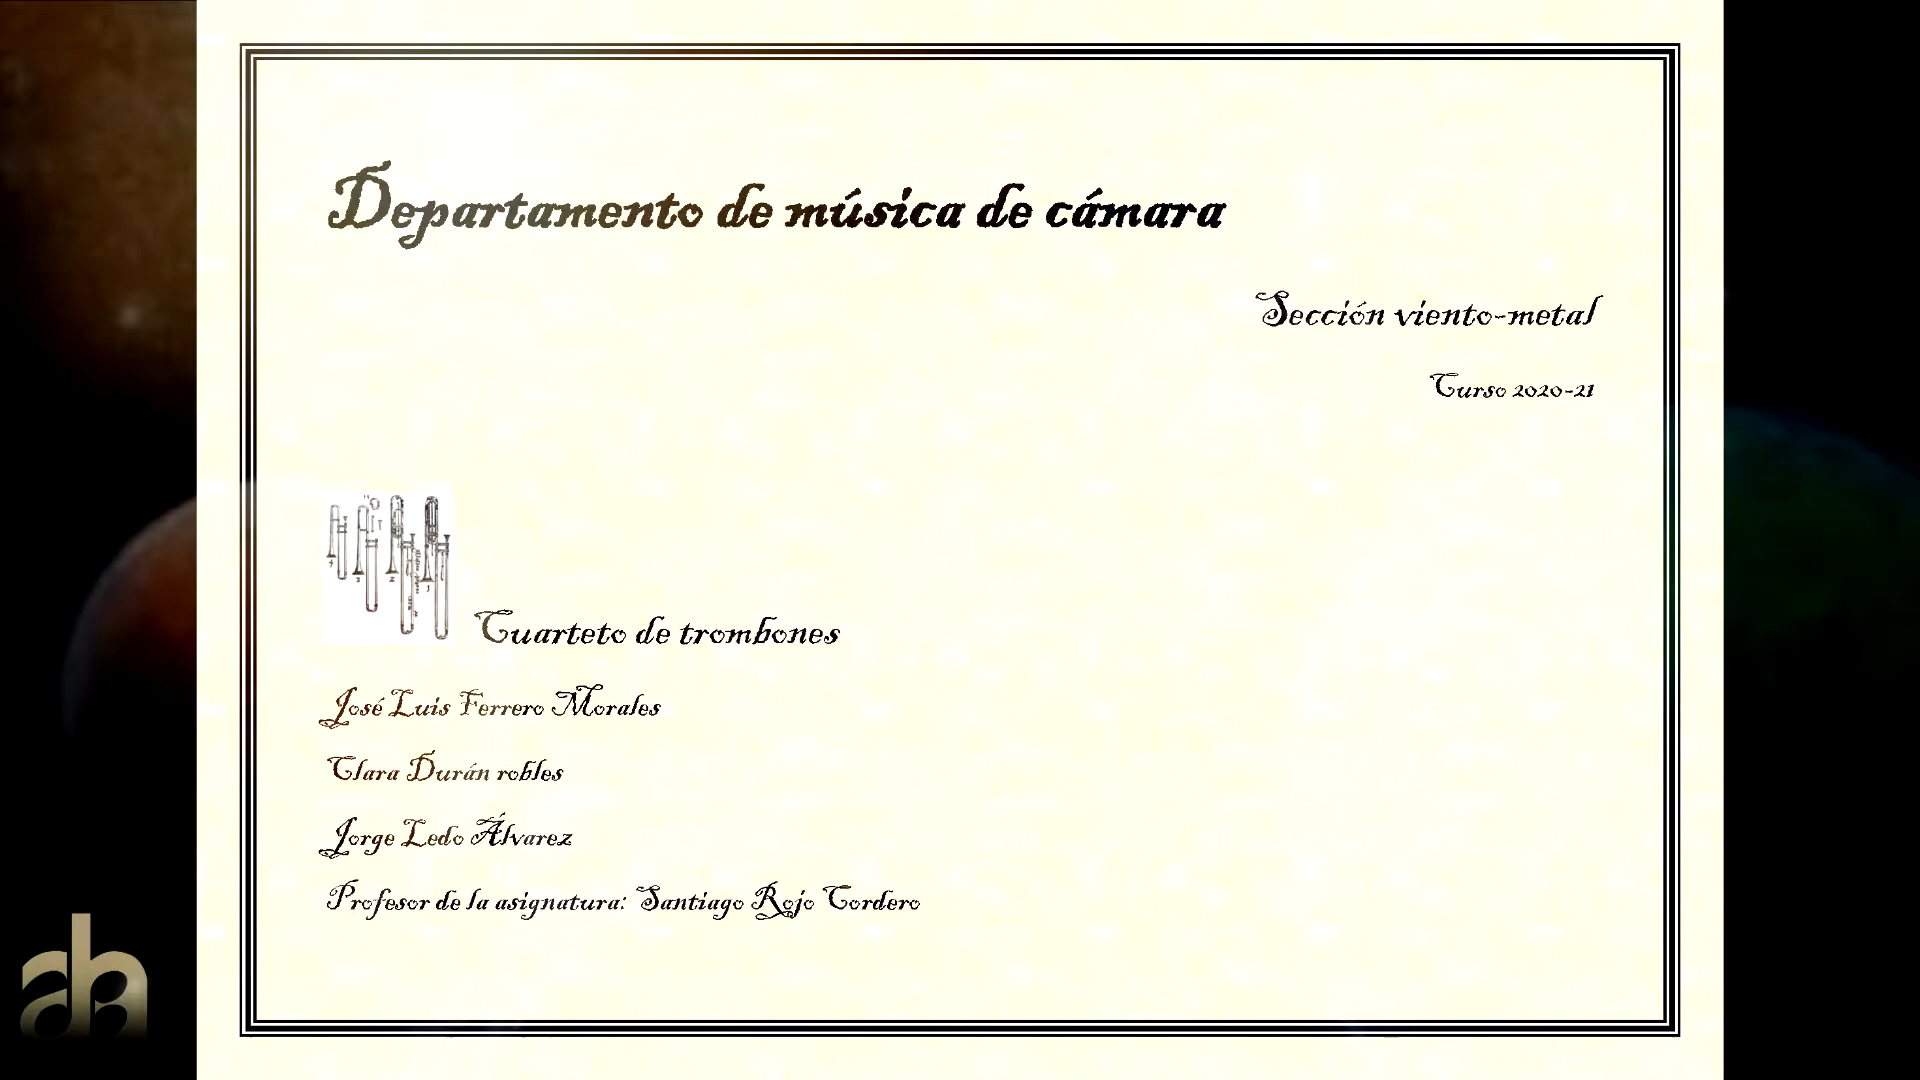 Departamento de música de cámara
Sección viento-metal
Curso 2020-21
Cuarteto de trombones
José Luis Ferrero Morales
Clara Durán robles
Jorge Ledo Álvarez
Profesor de la asignatura: Santiago Rojo Cordero